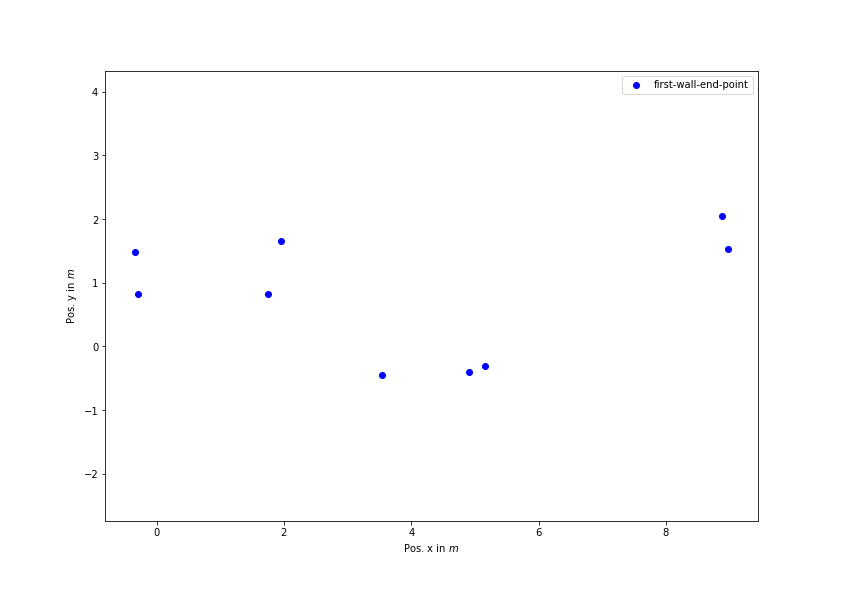 first-wall-end-point
4
3
2
1
0
−1
−2
Pos. y in m
0 2 4 6 8
Pos. x in m